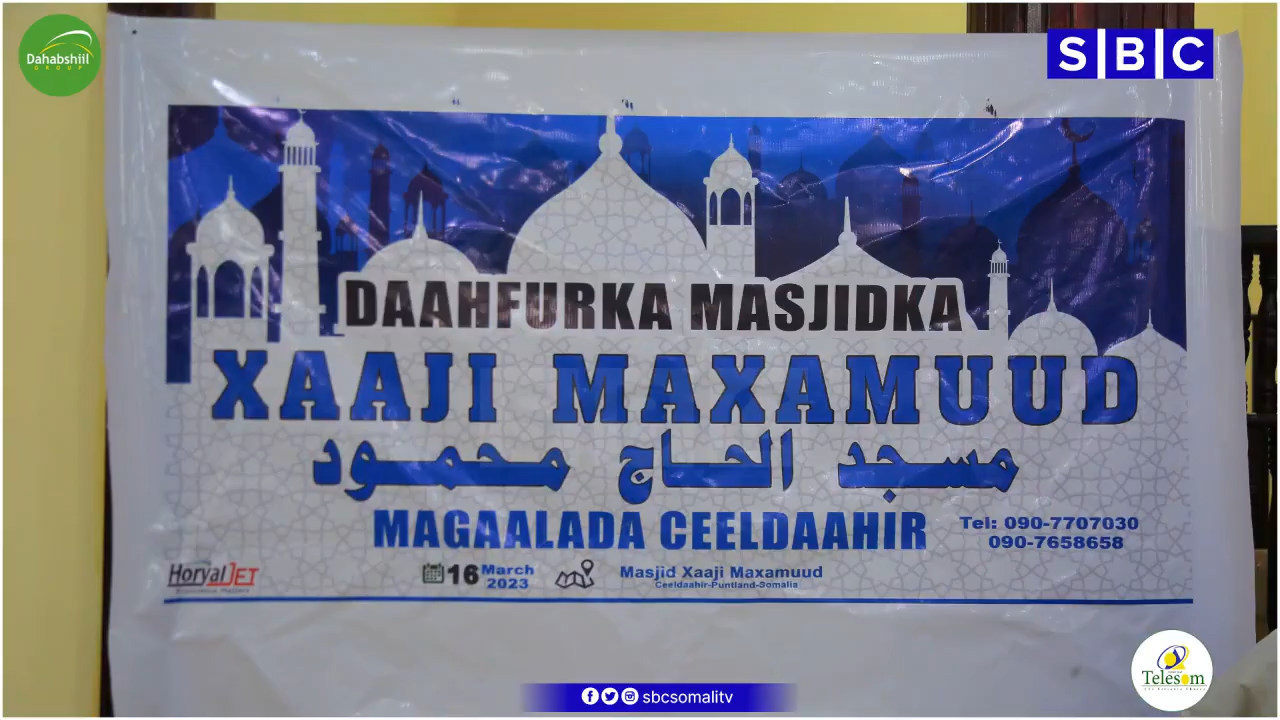 Dahabshiil
GROUP
S|B|C
DAAHFURKA MASJIDKA
XAAJI MAXAMUUD
مسجد الحاج محمود
MAGAALADA CEELDAAHIR
Tel: 090-7707030
090-7658658
HoryalJET
16 March
2023
Masjid Xaaji Maxamuud
Ceeldaahir-Puntland-Somalia
Telesom
sbcsomalitv